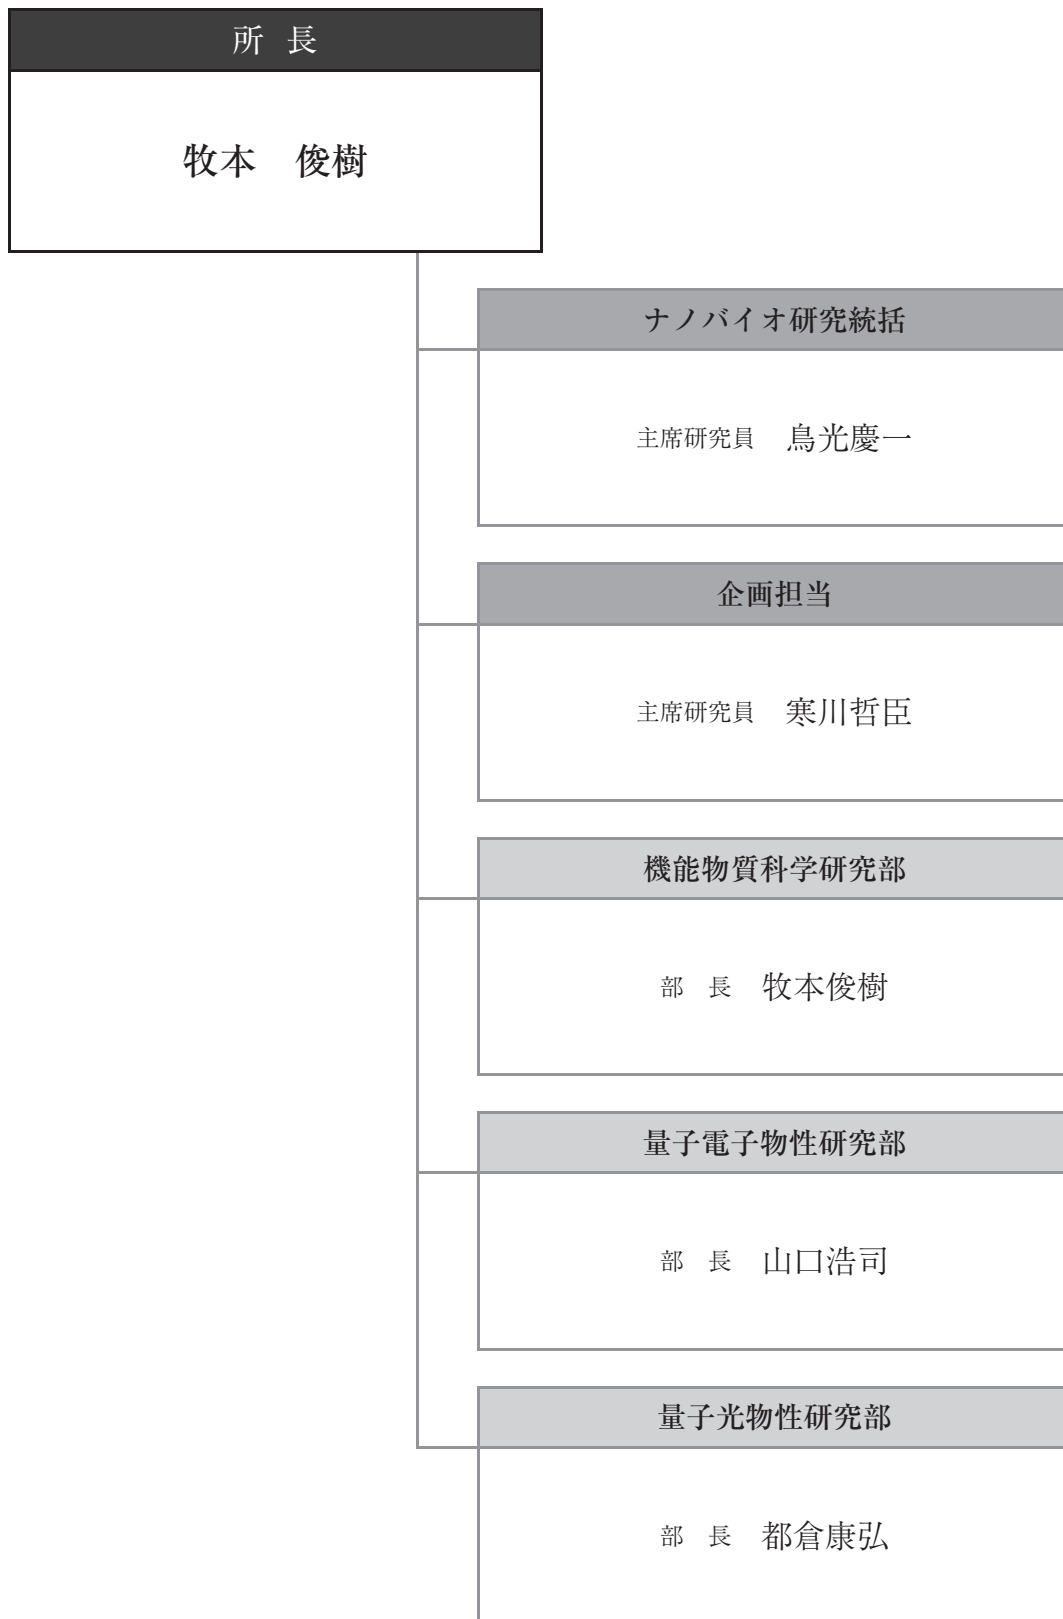 所 長
牧本 俊樹
ナノバイオ研究統括
主席研究員 鳥光慶一
企画担当
主席研究員 寒川哲臣
機能物質科学研究部
部 長 牧本俊樹
量子電子物性研究部
部 長 山口浩司
量子光物性研究部
部 長 都倉康弘